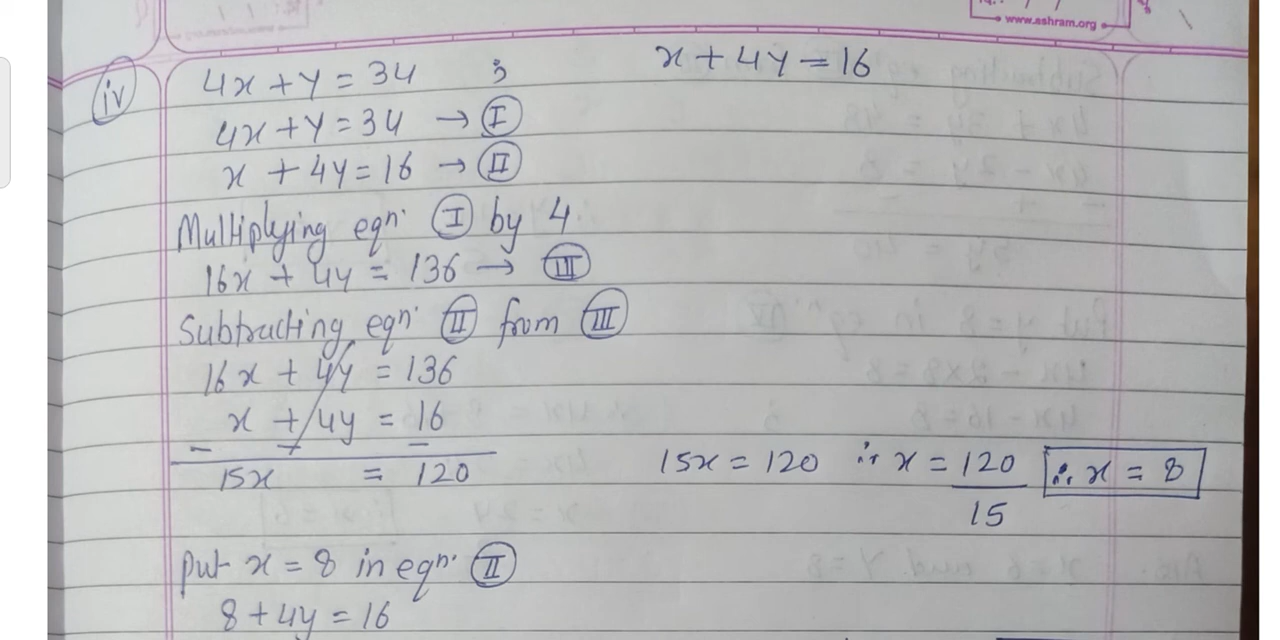 www.ashram.org
(iv) 4x + y = 34 ; x + 4y = 16
4x + y = 34 → (I)
x + 4y = 16 → (II)
Multiplying eqn. (I) by 4
16x + 4y = 136 → (III)
Subtracting eqn. (II) from (III)
16x + 4y = 136
x + 4y = 16
− − −
15x = 120 15x = 120 ∴ x = 120/15 ∴ x = 8
Put x = 8 in eqn. (II)
8 + 4y = 16